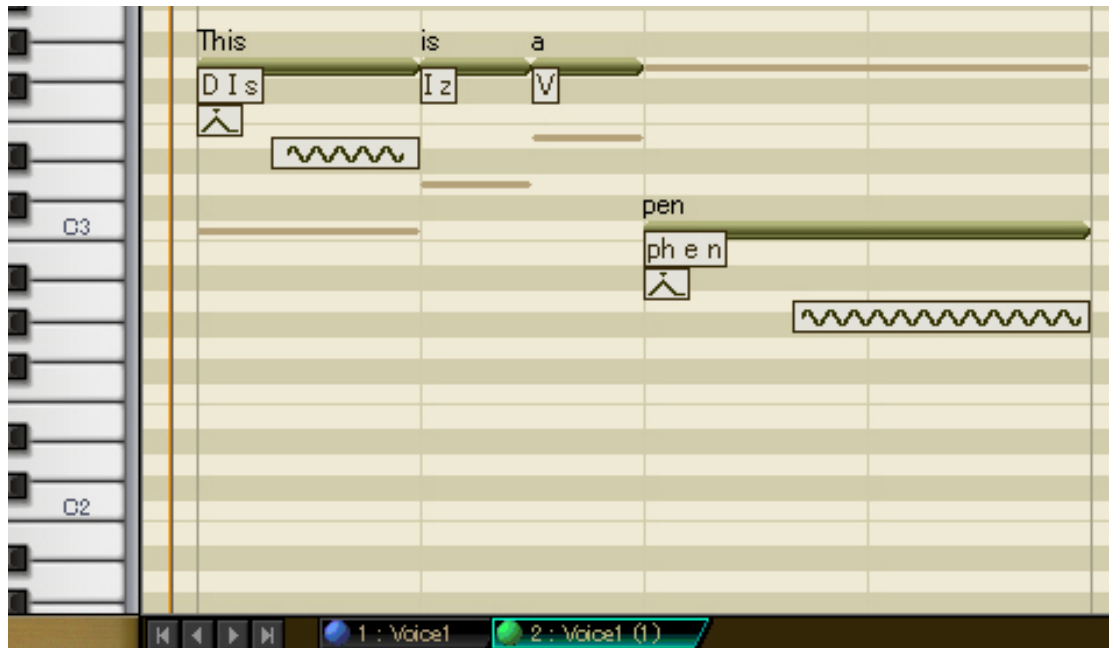 This is a
D I s I z V
pen
C3
ph e n
C2
1 : Voice1 2 : Voice1 (1)